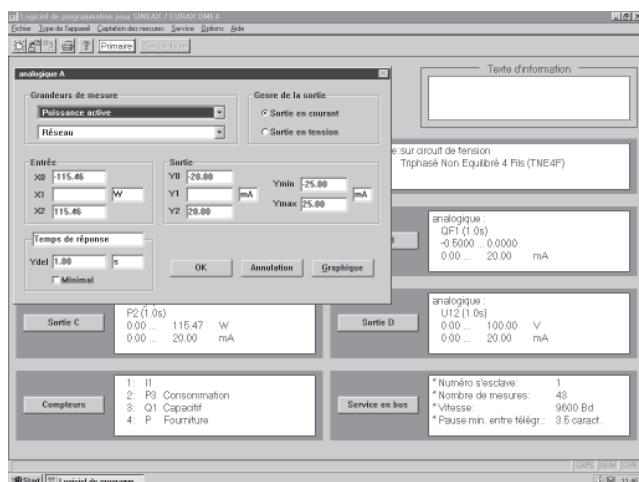 Logiciel de programmation pour SINEAX / EURAX DME4
Fichier Type de l'appareil Captation des mesures Service Options Aide
Primaire Secondaire
analogique A
Grandeurs de mesure
Puissance active
Réseau
Genre de la sortie
Sortie en courant
Sortie en tension
Entrée
X0 -115.46
X1 W
X2 115.46
Sortie
Y0 -20.00
Y1 mA
Y2 20.00
Ymin -25.00
Ymax 25.00 mA
Temps de réponse
Ydel 1.00 s
Minimal
OK Annulation Graphique
Texte d'information
e:sur circuit de tension
Triphasé Non Equilibré 4 Fils (TNE4F)
analogique :
QF1 (1.0s)
-0.5000 ... 0.0000
0.00 ... 20.00 mA
Sortie C
P2 (1.0s)
0.00 ... 115.47 W
0.00 ... 20.00 mA
Sortie D
analogique :
U12 (1.0s)
0.00 ... 100.00 V
0.00 ... 20.00 mA
Compteurs
1: I1
2: P3 Consommation
3: Q1 Capacitif
4: P Fourniture
Service en bus
*Numéro s'esclave: 1
*Nombre de mesures: 43
*Vitesse: 9600 Bd
*Pause min. entre télégr.: 3.5 caract.
CAPS NUM OVR
Start Logiciel de programm...